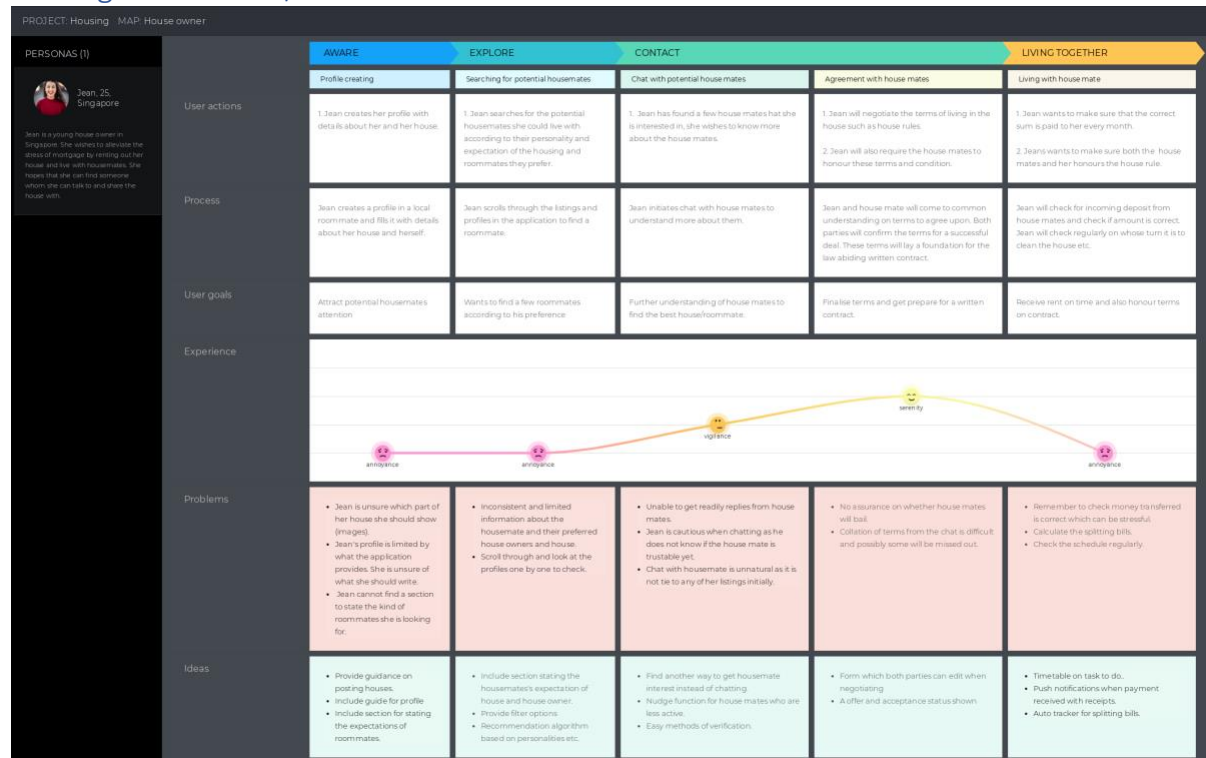 PROJECT: Housing MAP: House owner
PERSONAS (1)
Jean, 25,
Singapore
Jean is a young house owner in
Singapore. She wishes to alleviate the
stress of mortgage by renting out her
house and live with housemates. She
hopes that she can find someone
whom she can talk to and share the
house with.
AWARE
EXPLORE
CONTACT
LIVING TOGETHER
Profile creating
Searching for potential housemates
Chat with potential house mates
Agreement with house mates
Living with house mate
User actions
1. Jean creates her profile with
details about her and her house.
1. Jean searches for the potential
housemates she could live with
according to their personality and
expectation of the housing and
roommates they prefer.
1. Jean has found a few house mates hat she
is interested in, she wishes to know more
about the house mates.
1. Jean will negotiate the terms of living in the
house such as house rules.
2. Jean will also require the house mates to
honour these terms and condition.
1. Jean wants to make sure that the correct
sum is paid to her every month.
2. Jeans wants to make sure both the house
mates and her honours the house rule.
Process
Jean creates a profile in a local
roommate and fills it with details
about her house and herself.
Jean scrolls through the listings and
profiles in the application to find a
roommate.
Jean initiates chat with house mates to
understand more about them.
Jean and house mate will come to common
understanding on terms to agree upon. Both
parties will confirm the terms for a successful
deal. These terms will lay a foundation for the
law abiding written contract.
Jean will check for incoming deposit from
house mates and check if amount is correct.
Jean will check regularly on whose turn it is to
clean the house etc.
User goals
Attract potential housemates
attention
Wants to find a few roommates
according to his preference
Further understanding of house mates to
find the best house/roommate.
Finalise terms and get prepare for a written
contract.
Receive rent on time and also honour terms
on contract.
Experience
annoyance
annoyance
vigilance
serenity
annoyance
Problems
• Jean is unsure which part of
her house she should show
(images).
• Jean's profile is limited by
what the application
provides. She is unsure of
what she should write.
• Jean cannot find a section
to state the kind of
roommates she is looking
for.
• Inconsistent and limited
information about the
housemate and their preferred
house owners and house.
• Scroll through and look at the
profiles one by one to check.
• Unable to get readily replies from house
mates.
• Jean is cautious when chatting as he
does not know if the house mate is
trustable yet.
• Chat with housemate is unnatural as it is
not tie to any of her listings initially.
• No assurance on whether house mates
will bail.
• Collation of terms from the chat is difficult
and possibly some will be missed out.
• Remember to check money transferred
is correct which can be stressful.
• Calculate the splitting bills.
• Check the schedule regularly.
Ideas
• Provide guidance on
posting houses.
• Include guide for profile
• Include section for stating
the expectations of
roommates.
• Include section stating the
housemates's expectation of
house and house owner.
• Provide filter options
• Recommendation algorithm
based on personalities etc.
• Find another way to get housemate
interest instead of chatting.
• Nudge function for house mates who are
less active.
• Easy methods of verification.
• Form which both parties can edit when
negotiating
• A offer and acceptance status shown
• Timetable on task to do..
• Push notifications when payment
received with receipts.
• Auto tracker for splitting bills.